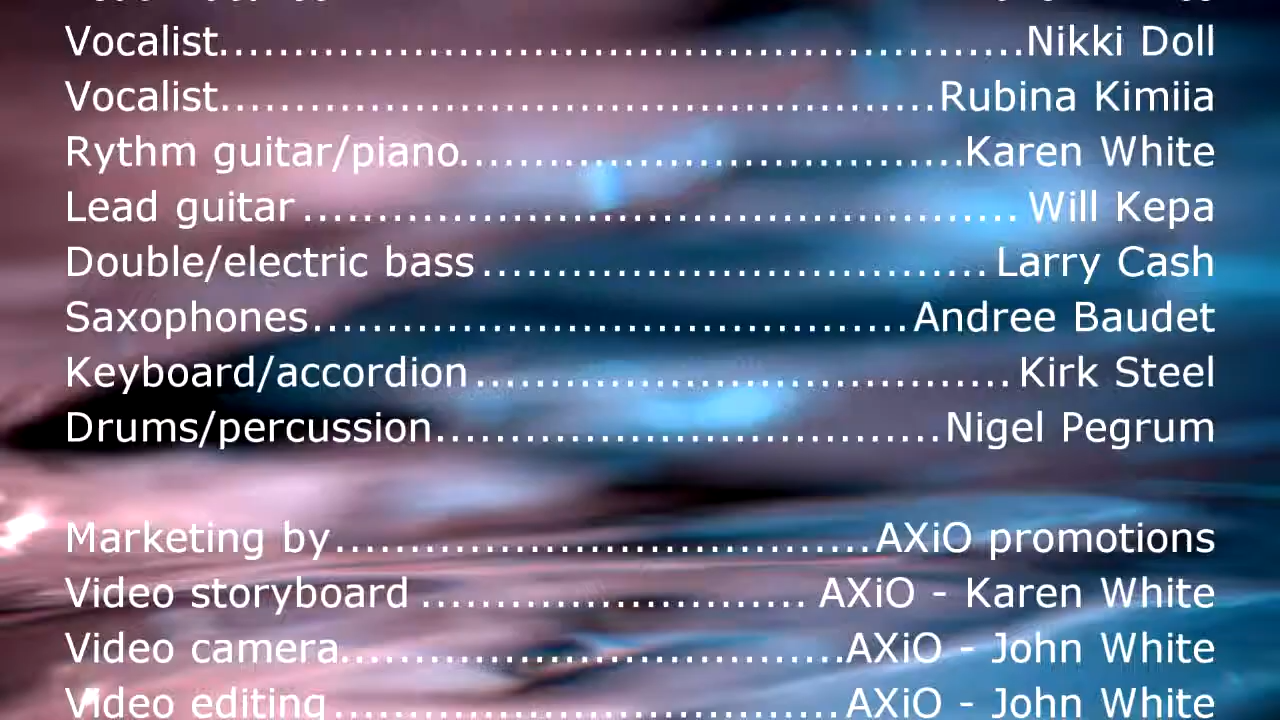 Vocalist......................................................Nikki Doll
Vocalist................................................Rubina Kimiia
Rythm guitar/piano..................................Karen White
Lead guitar................................................Will Kepa
Double/electric bass..................................Larry Cash
Saxophones........................................Andree Baudet
Keyboard/accordion....................................Kirk Steel
Drums/percussion..................................Nigel Pegrum
Marketing by....................................AXiO promotions
Video storyboard..........................AXiO - Karen White
Video camera..................................AXiO - John White
Video editing..................................AXiO - John White